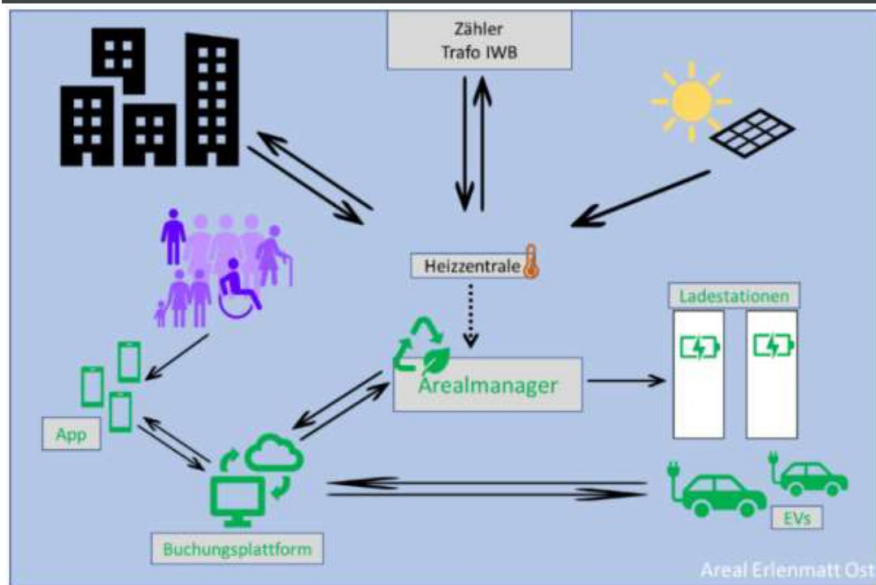 Zähler
Trafo IWB
Heizzentrale
Ladestationen
Arealmanager
App
Buchungsplattform
EVs
Areal Erlenmatt Ost